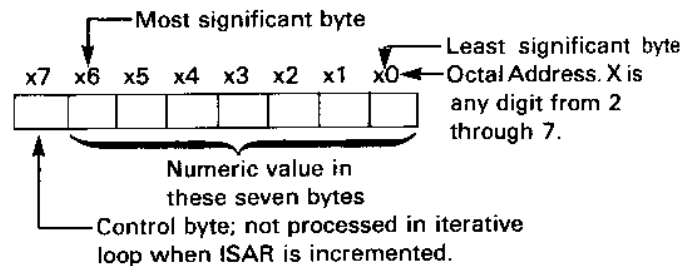 Most significant byte
Least significant byte
x7 x6 x5 x4 x3 x2 x1 x0
Octal Address. X is
any digit from 2
through 7.
Numeric value in
these seven bytes
Control byte; not processed in iterative
loop when ISAR is incremented.